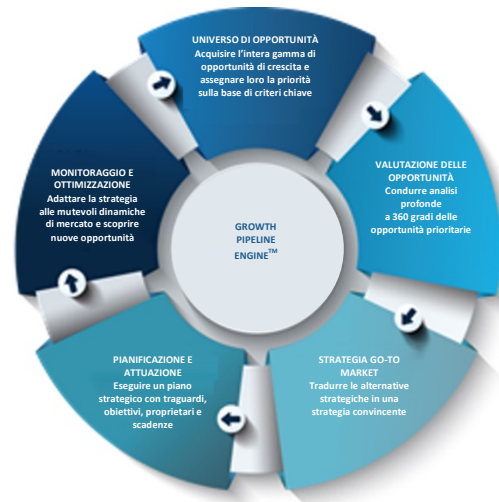 UNIVERSO DI OPPORTUNITÀ
Acquisire l'intera gamma di
opportunità di crescita e
assegnare loro la priorità
sulla base di criteri chiave
VALUTAZIONE DELLE
OPPORTUNITÀ
Condurre analisi
profonde
a 360 gradi delle
opportunità prioritarie
STRATEGIA GO-TO
MARKET
Tradurre le alternative
strategiche in una
strategia convincente
PIANIFICAZIONE E
ATTUAZIONE
Eseguire un piano
strategico con traguardi,
obiettivi, proprietari e
scadenze
MONITORAGGIO E
OTTIMIZZAZIONE
Adattare la strategia
alle mutevoli dinamiche
di mercato e scoprire
nuove opportunità
GROWTH
PIPELINE
ENGINE™